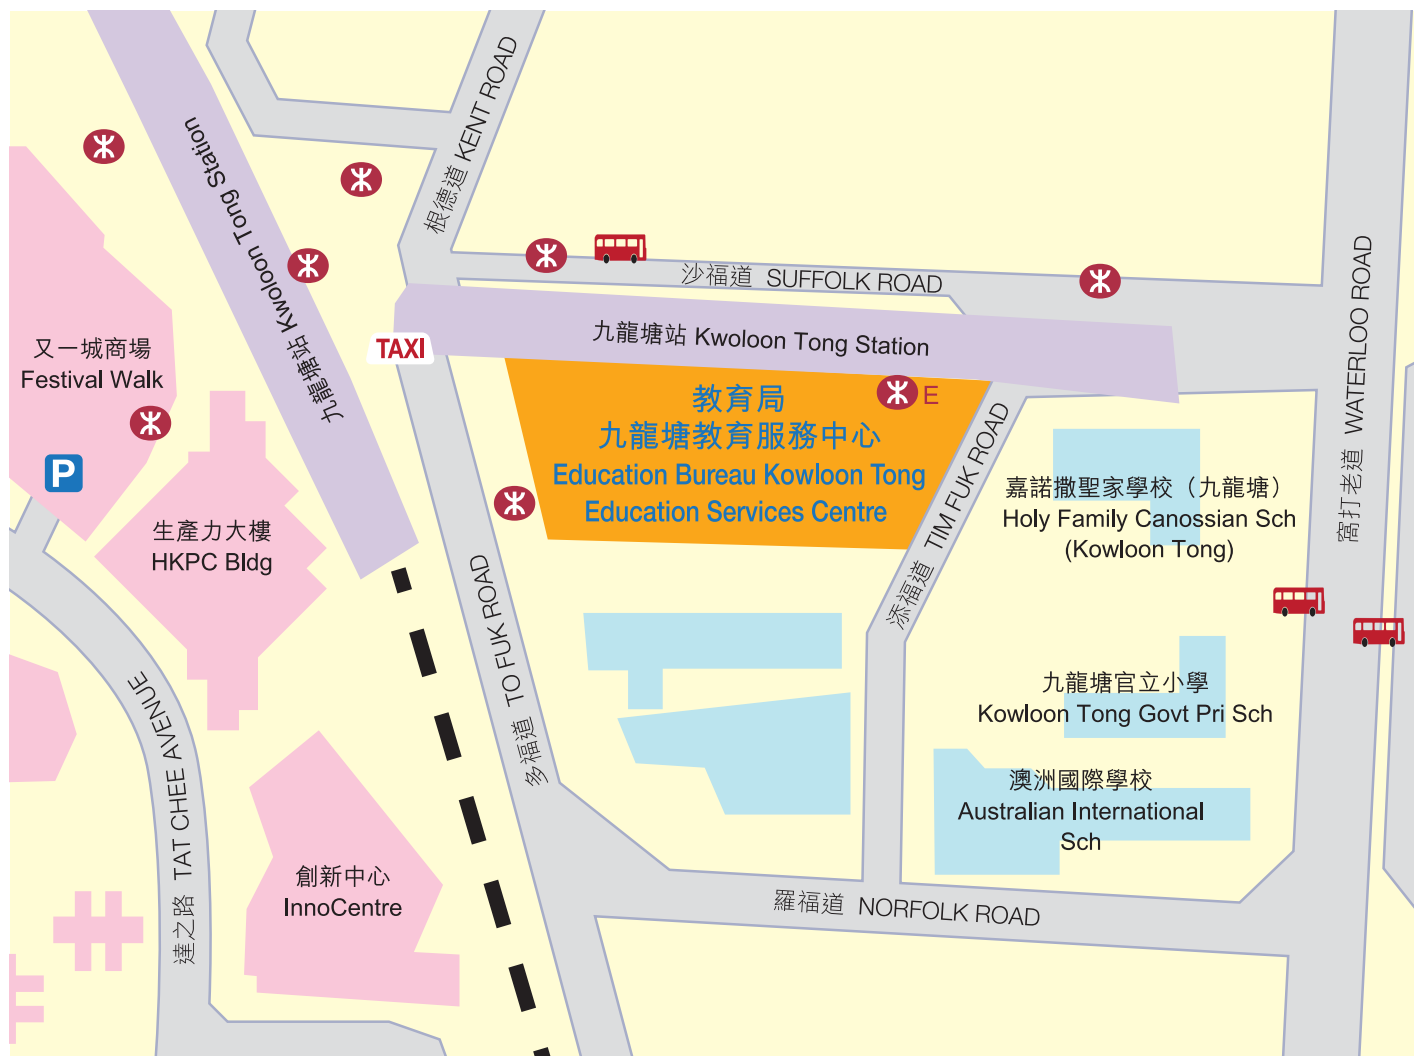 根德道 KENT ROAD
九龍塘站 Kwoloon Tong Station
沙福道 SUFFOLK ROAD
窩打老道 WATERLOO ROAD
九龍塘站 Kwoloon Tong Station
TAXI
又一城商場
Festival Walk
P
教育局
九龍塘教育服務中心
Education Bureau Kowloon Tong
Education Services Centre
E
添福道 TIM FUK ROAD
嘉諾撒聖家學校（九龍塘）
Holy Family Canossian Sch
(Kowloon Tong)
生產力大樓
HKPC Bldg
多福道 TO FUK ROAD
九龍塘官立小學
Kowloon Tong Govt Pri Sch
澳洲國際學校
Australian International
Sch
達之路 TAT CHEE AVENUE
創新中心
InnoCentre
羅福道 NORFOLK ROAD